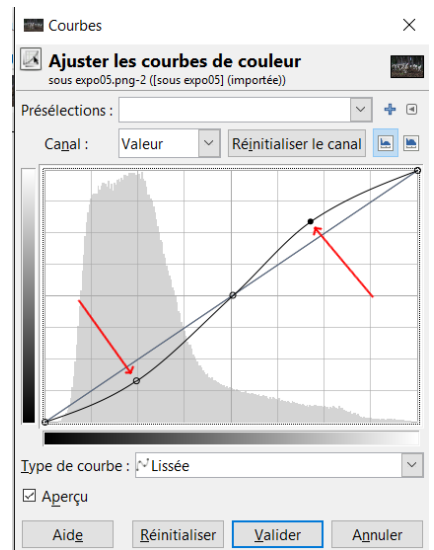 Courbes
Ajuster les courbes de couleur
sous expo05.png-2 ([sous expo05] (importée))
Présélections :
Canal : Valeur Réinitialiser le canal
Type de courbe : Lissée
Aperçu
Aide Réinitialiser Valider Annuler